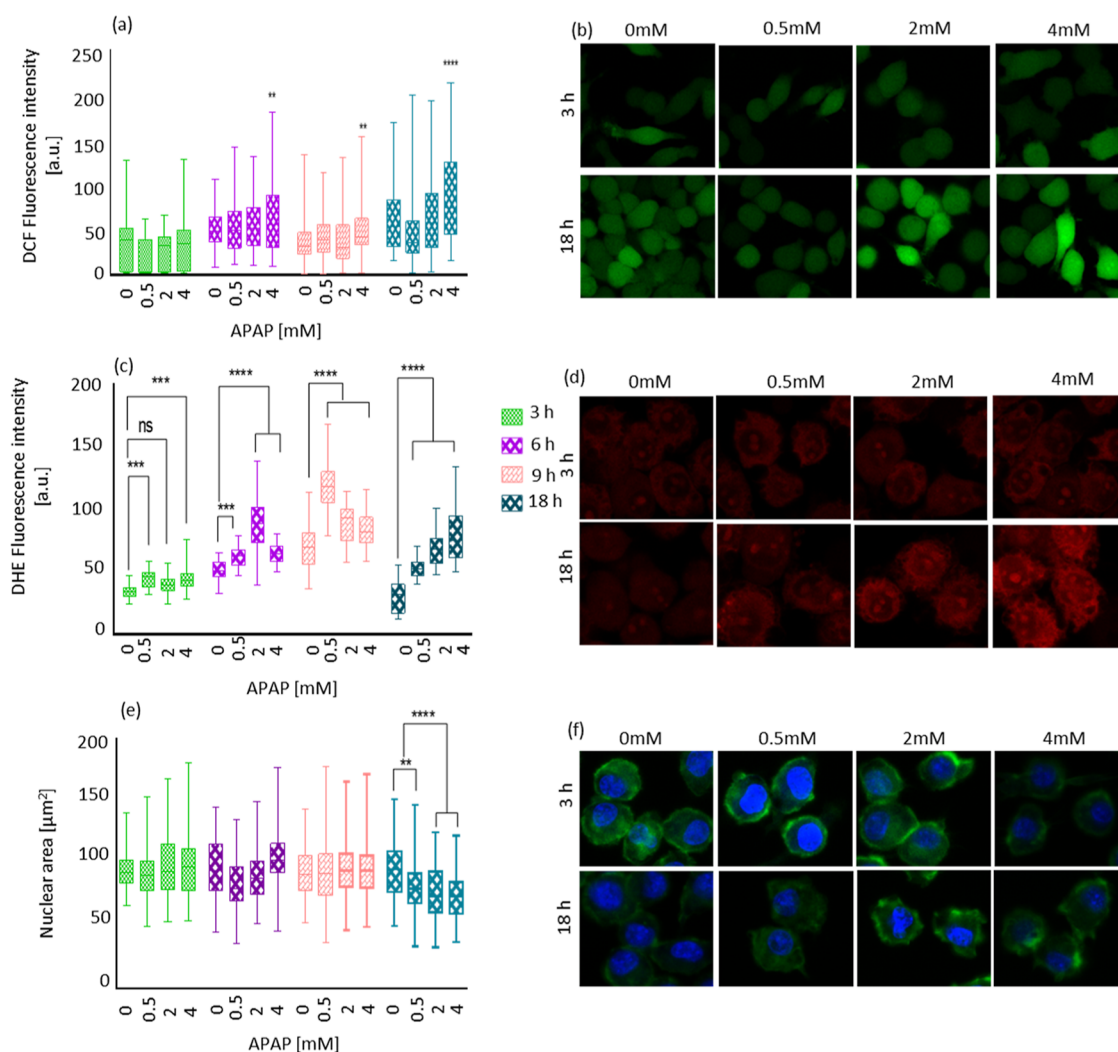 (a)
250
200
150
100
50
0
DCF Fluorescence intensity
[a.u.]
**
**
****
0
0.5
2
4
0
0.5
2
4
0
0.5
2
4
0
0.5
2
4
APAP [mM]
(b)
0mM
0.5mM
2mM
4mM
3 h
18 h
(c)
200
150
100
50
0
DHE Fluorescence intensity
[a.u.]
***
ns
***
****
***
****
****
0
0.5
2
4
0
0.5
2
4
0
0.5
2
4
0
0.5
2
4
APAP [mM]
3 h
6 h
9 h
18 h
(d)
0mM
0.5mM
2mM
4mM
3 h
18 h
(e)
200
150
100
50
0
Nuclear area [µm²]
****
**
0
0.5
2
4
0
0.5
2
4
0
0.5
2
4
0
0.5
2
4
APAP [mM]
(f)
0mM
0.5mM
2mM
4mM
3 h
18 h